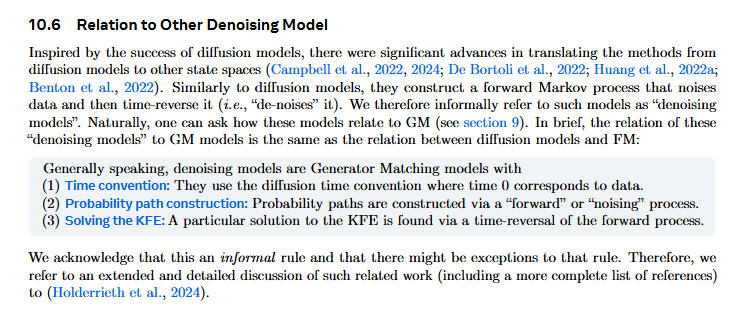 10.6 Relation to Other Denoising Model
Inspired by the success of diffusion models, there were significant advances in translating the methods from
diffusion models to other state spaces (Campbell et al., 2022, 2024; De Bortoli et al., 2022; Huang et al., 2022a;
Benton et al., 2022). Similarly to diffusion models, they construct a forward Markov process that noises
data and then time-reverse it (i.e., “de-noises” it). We therefore informally refer to such models as “denoising
models”. Naturally, one can ask how these models relate to GM (see section 9). In brief, the relation of these
“denoising models” to GM models is the same as the relation between diffusion models and FM:
Generally speaking, denoising models are Generator Matching models with
(1) Time convention: They use the diffusion time convention where time 0 corresponds to data.
(2) Probability path construction: Probability paths are constructed via a “forward” or “noising” process.
(3) Solving the KFE: A particular solution to the KFE is found via a time-reversal of the forward process.
We acknowledge that this an informal rule and that there might be exceptions to that rule. Therefore, we
refer to an extended and detailed discussion of such related work (including a more complete list of references)
to (Holderrieth et al., 2024).